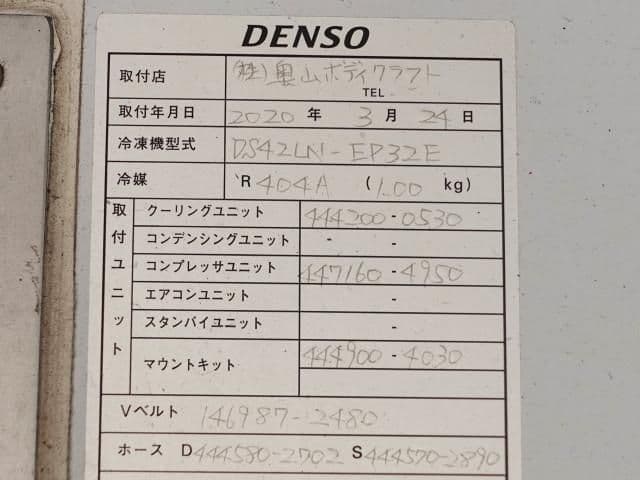 DENSO
取付店 (株)奥山ボディクラフト
TEL
取付年月日 2020 年 3 月 24 日
冷凍機型式 DS42LN-EP32E
冷媒 R 404A (1.00 kg)
取付ユニット
クーリングユニット 444200-0530
コンデンシングユニット - -
コンプレッサユニット 447160-4950
エアコンユニット -
スタンバイユニット -
マウントキット 444900-4030
Vベルト 146987-2480
ホース D444580-2702 S444570-2890